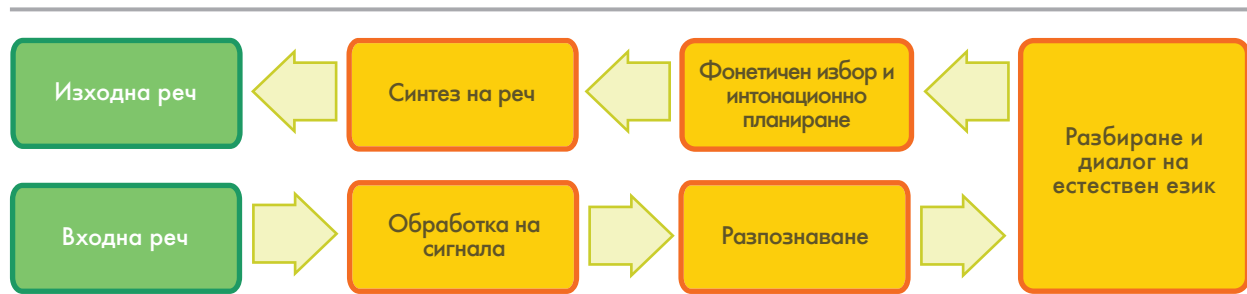 Изходна реч
Синтез на реч
Фонетичен избор и
интонационно
планиране
Разбиране и
диалог на
естествен език
Входна реч
Обработка на
сигнала
Разпознаване